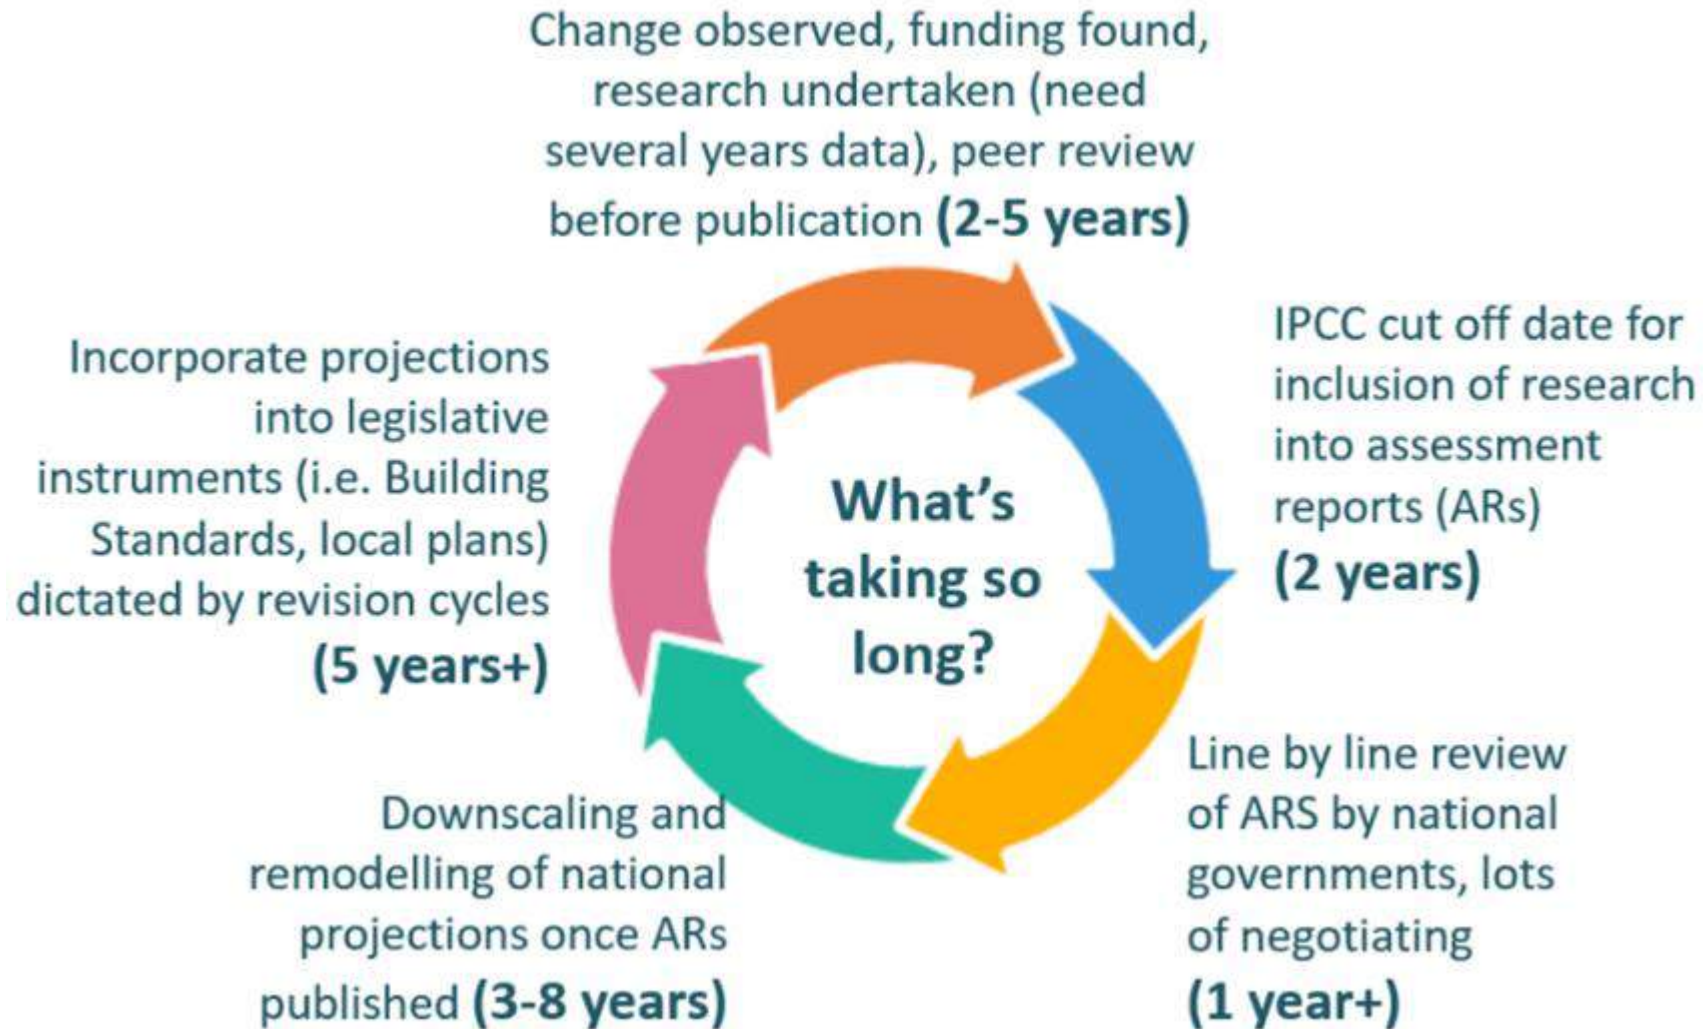 Change observed, funding found,
research undertaken (need
several years data), peer review
before publication (2-5 years)
IPCC cut off date for
inclusion of research
into assessment
reports (ARs)
(2 years)
Line by line review
of ARS by national
governments, lots
of negotiating
(1 year+)
Downscaling and
remodelling of national
projections once ARs
published (3-8 years)
Incorporate projections
into legislative
instruments (i.e. Building
Standards, local plans)
dictated by revision cycles
(5 years+)
What’s
taking so
long?